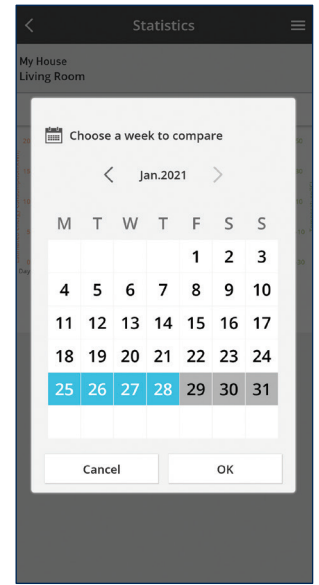 Statistics
My House
Living Room
Choose a week to compare
Jan.2021
M T W T F S S
1 2 3
4 5 6 7 8 9 10
11 12 13 14 15 16 17
18 19 20 21 22 23 24
25 26 27 28 29 30 31
Day
Cancel OK